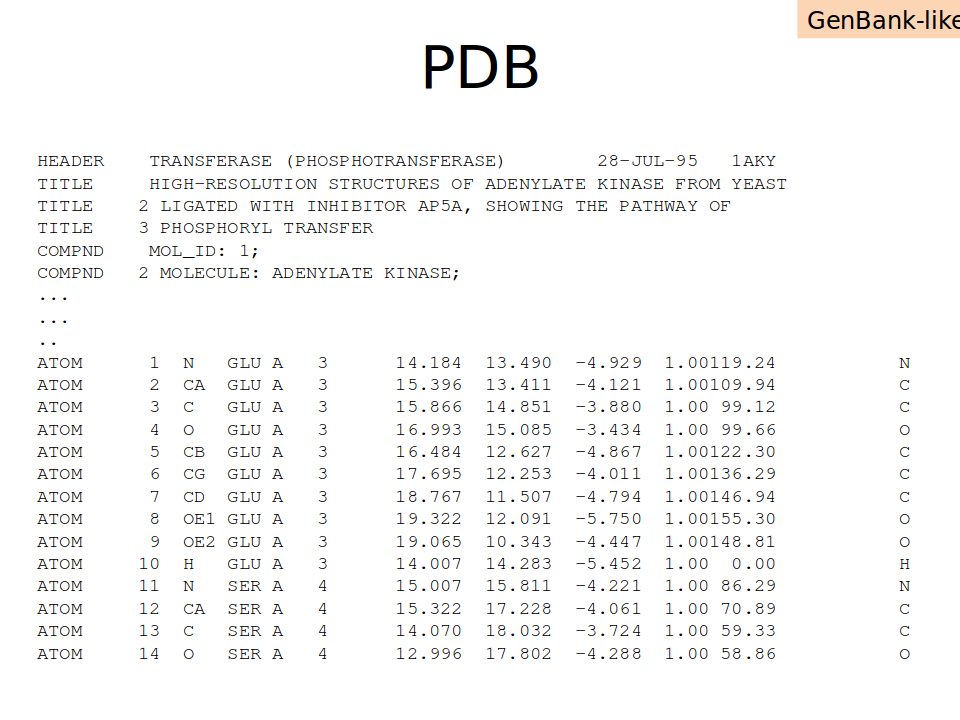 GenBank-like
PDB
HEADER    TRANSFERASE (PHOSPHOTRANSFERASE)        28-JUL-95   1AKY
TITLE     HIGH-RESOLUTION STRUCTURES OF ADENYLATE KINASE FROM YEAST
TITLE    2 LIGATED WITH INHIBITOR AP5A, SHOWING THE PATHWAY OF
TITLE    3 PHOSPHORYL TRANSFER
COMPND    MOL_ID: 1;
COMPND   2 MOLECULE: ADENYLATE KINASE;
...
...
..
ATOM      1  N   GLU A   3      14.184  13.490  -4.929  1.00119.24           N
ATOM      2  CA  GLU A   3      15.396  13.411  -4.121  1.00109.94           C
ATOM      3  C   GLU A   3      15.866  14.851  -3.880  1.00 99.12           C
ATOM      4  O   GLU A   3      16.993  15.085  -3.434  1.00 99.66           O
ATOM      5  CB  GLU A   3      16.484  12.627  -4.867  1.00122.30           C
ATOM      6  CG  GLU A   3      17.695  12.253  -4.011  1.00136.29           C
ATOM      7  CD  GLU A   3      18.767  11.507  -4.794  1.00146.94           C
ATOM      8  OE1 GLU A   3      19.322  12.091  -5.750  1.00155.30           O
ATOM      9  OE2 GLU A   3      19.065  10.343  -4.447  1.00148.81           O
ATOM     10  H   GLU A   3      14.007  14.283  -5.452  1.00  0.00           H
ATOM     11  N   SER A   4      15.007  15.811  -4.221  1.00 86.29           N
ATOM     12  CA  SER A   4      15.322  17.228  -4.061  1.00 70.89           C
ATOM     13  C   SER A   4      14.070  18.032  -3.724  1.00 59.33           C
ATOM     14  O   SER A   4      12.996  17.802  -4.288  1.00 58.86           O